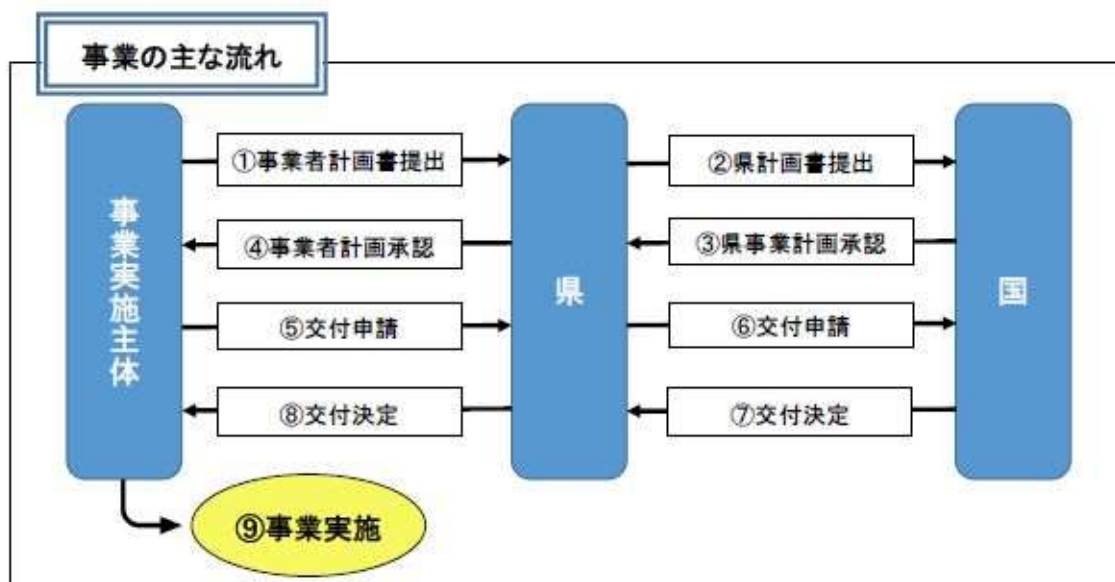 事業の主な流れ
事業実施主体
県
国
①事業者計画書提出
②県計画書提出
④事業者計画承認
③県事業計画承認
⑤交付申請
⑥交付申請
⑧交付決定
⑦交付決定
⑨事業実施